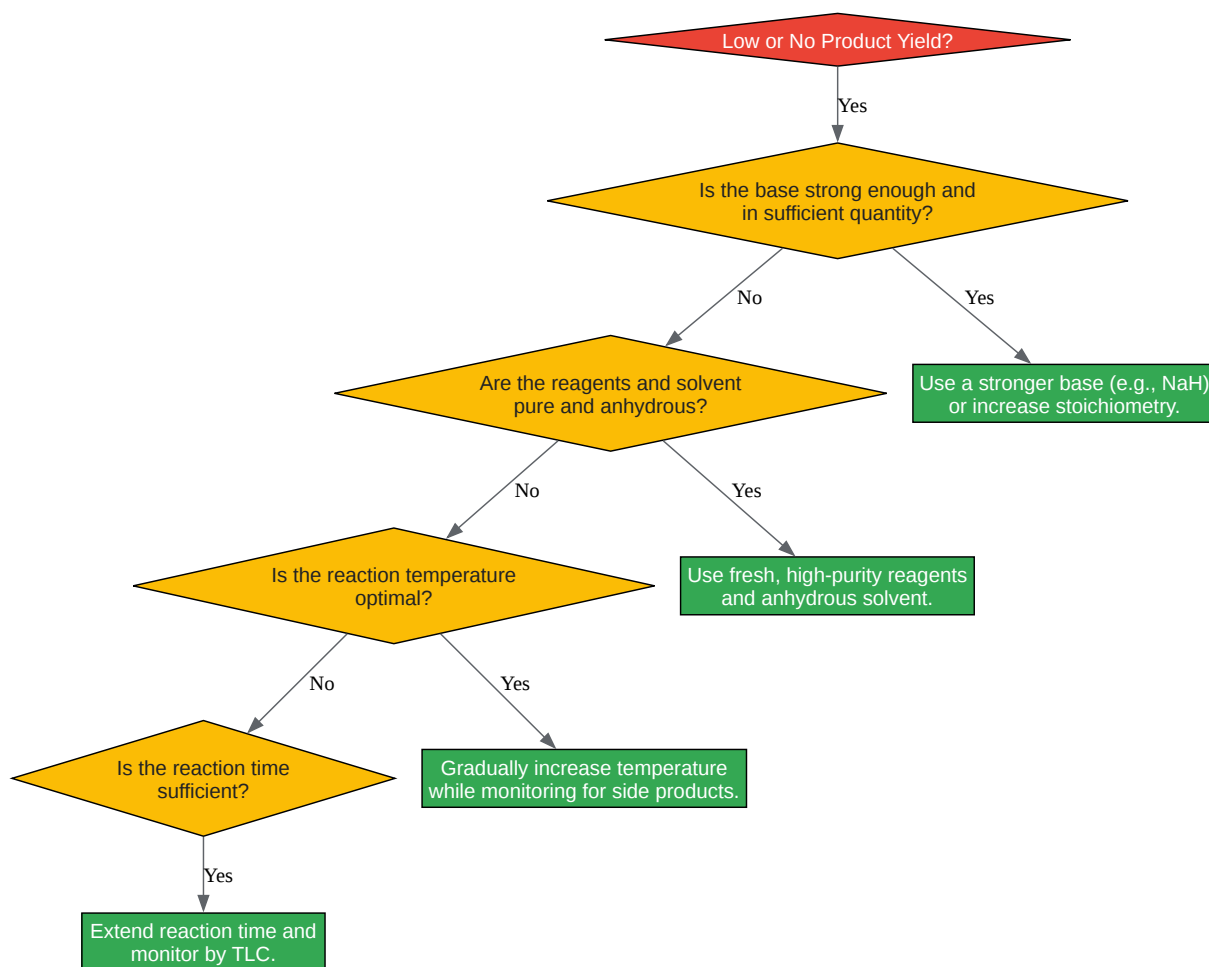 Low or No Product Yield?
Yes
Is the base strong enough and
in sufficient quantity?
No
Yes
Are the reagents and solvent
pure and anhydrous?
Use a stronger base (e.g., NaH)
or increase stoichiometry.
No
Yes
Is the reaction temperature
optimal?
Use fresh, high-purity reagents
and anhydrous solvent.
No
Yes
Is the reaction time
sufficient?
Gradually increase temperature
while monitoring for side products.
Yes
Extend reaction time and
monitor by TLC.